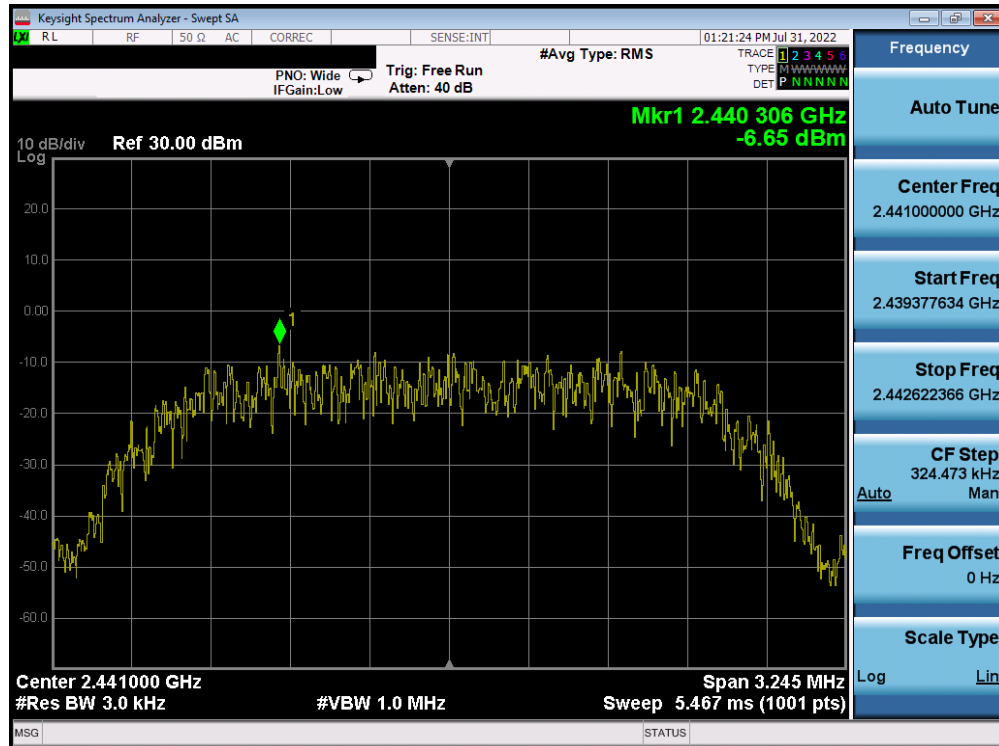 Keysight Spectrum Analyzer - Swept SA
LXI RL RF 50 Ω AC CORREC SENSE:INT 01:21:24 PM Jul 31, 2022
#Avg Type: RMS
TRACE 1 2 3 4 5 6
PNO: Wide Trig: Free Run
TYPE M WWWWW
IFGain:Low Atten: 40 dB
DET P N N N N N
Mkr1 2.440 306 GHz
10 dB/div Ref 30.00 dBm -6.65 dBm
Log
20.0
10.0
0.00
1
-10.0
-20.0
-30.0
-40.0
-50.0
-60.0
Center 2.441000 GHz Span 3.245 MHz
#Res BW 3.0 kHz #VBW 1.0 MHz Sweep 5.467 ms (1001 pts)
MSG STATUS
Frequency
Auto Tune
Center Freq
2.441000000 GHz
Start Freq
2.439377634 GHz
Stop Freq
2.442622366 GHz
CF Step
324.473 kHz
Auto Man
Freq Offset
0 Hz
Scale Type
Log Lin